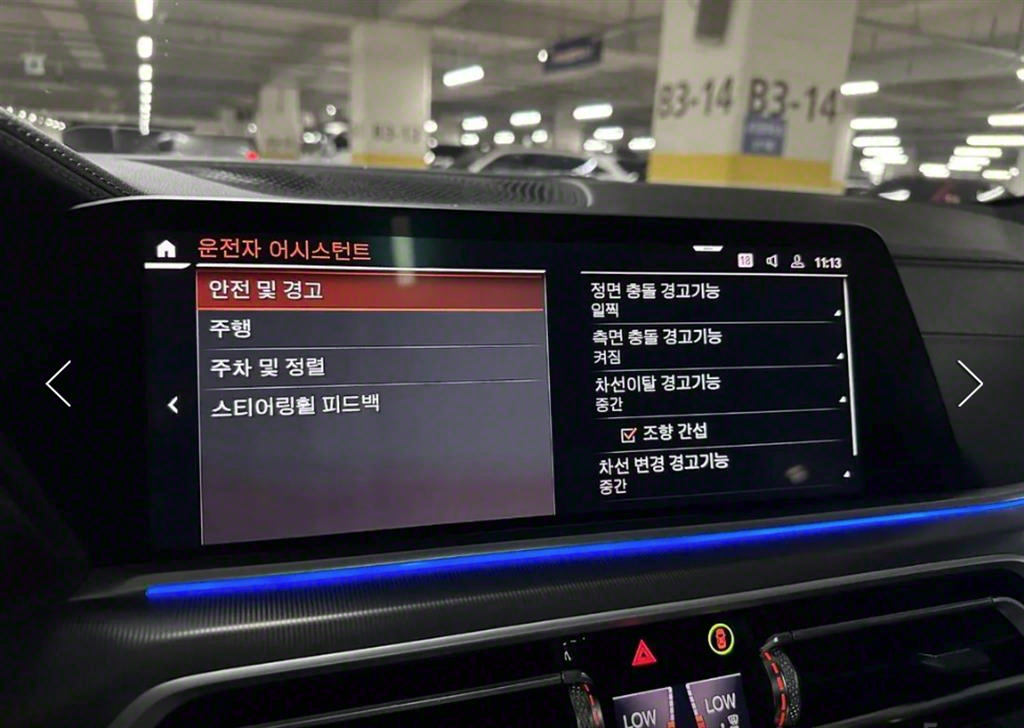 B3-14 B3-14
B3-13
운전자 어시스턴트
18 11:13
안전 및 경고
주행
주차 및 정렬
스티어링휠 피드백
정면 충돌 경고기능
일찍
측면 충돌 경고기능
켜짐
차선이탈 경고기능
중간
조향 간섭
차선 변경 경고기능
중간
LOW LOW